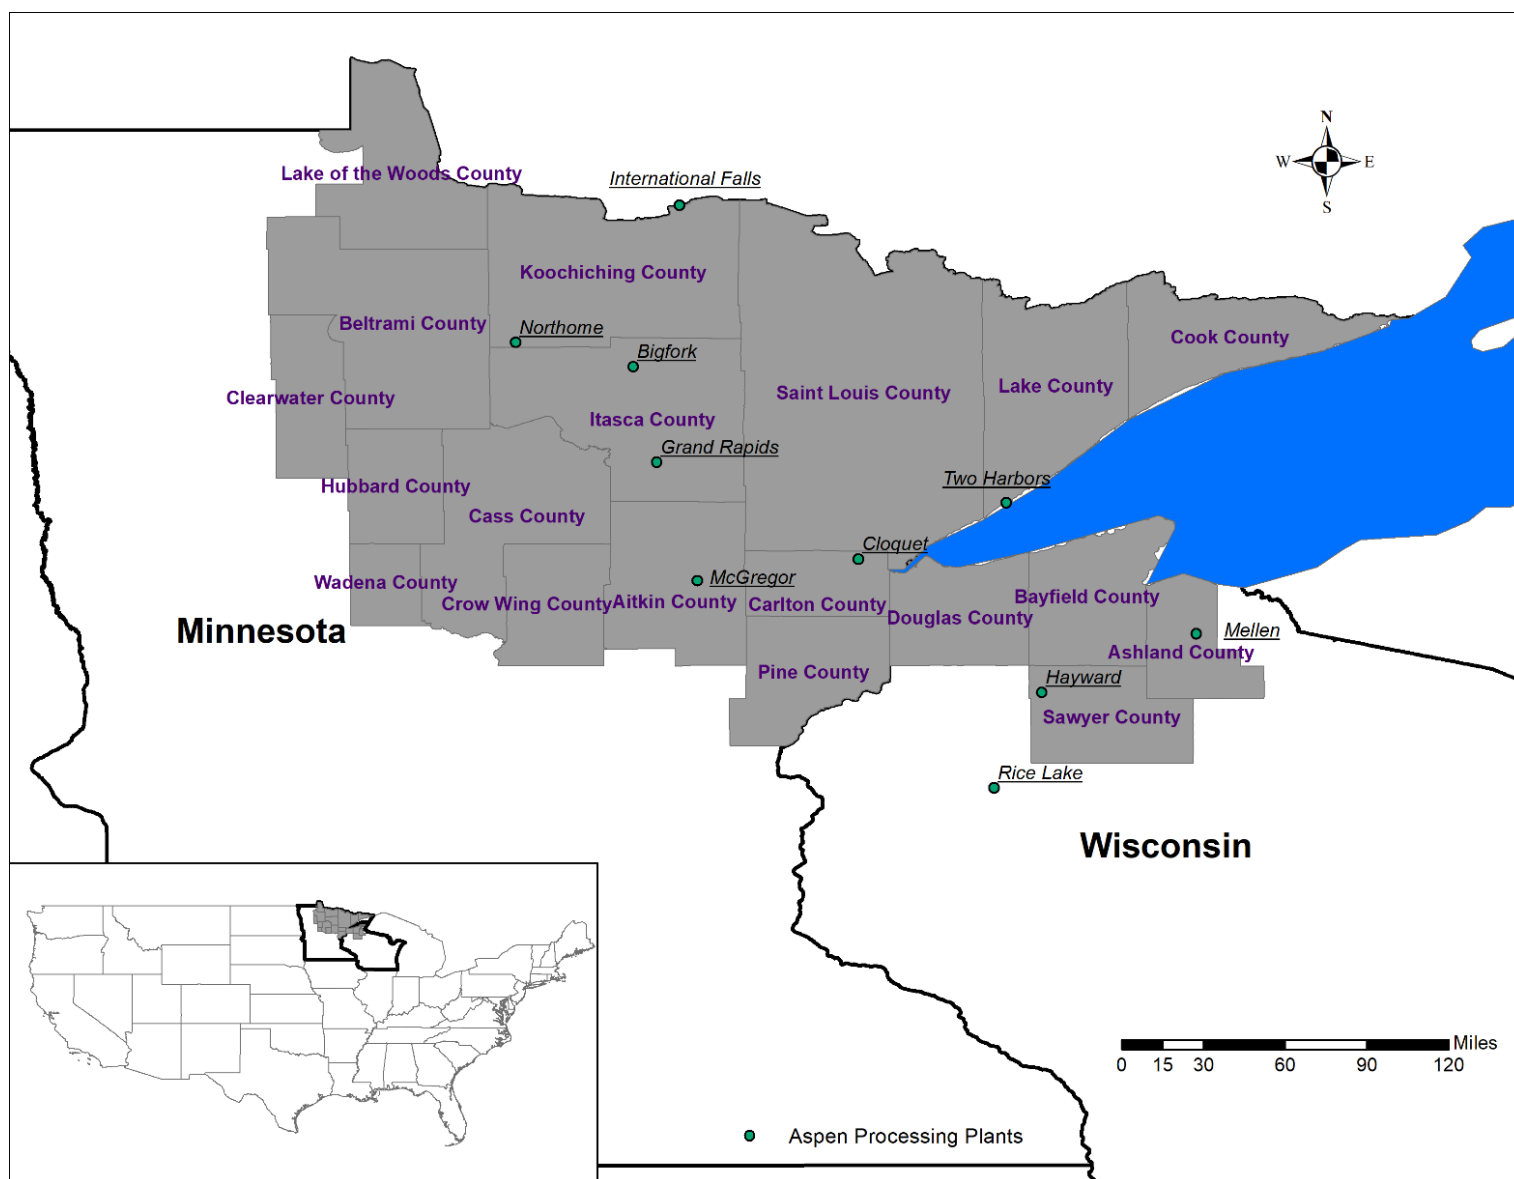 N
W E
S
Lake of the Woods County
International Falls
Koochiching County
Beltrami County
Northome
Bigfork
Cook County
Clearwater County
Saint Louis County
Lake County
Itasca County
Grand Rapids
Hubbard County
Two Harbors
Cass County
Cloquet
Wadena County
McGregor
Crow Wing County
Aitkin County
Carlton County
Douglas County
Bayfield County
Minnesota
Mellen
Ashland County
Pine County
Hayward
Sawyer County
Rice Lake
Wisconsin
Miles
0 15 30 60 90 120
Aspen Processing Plants